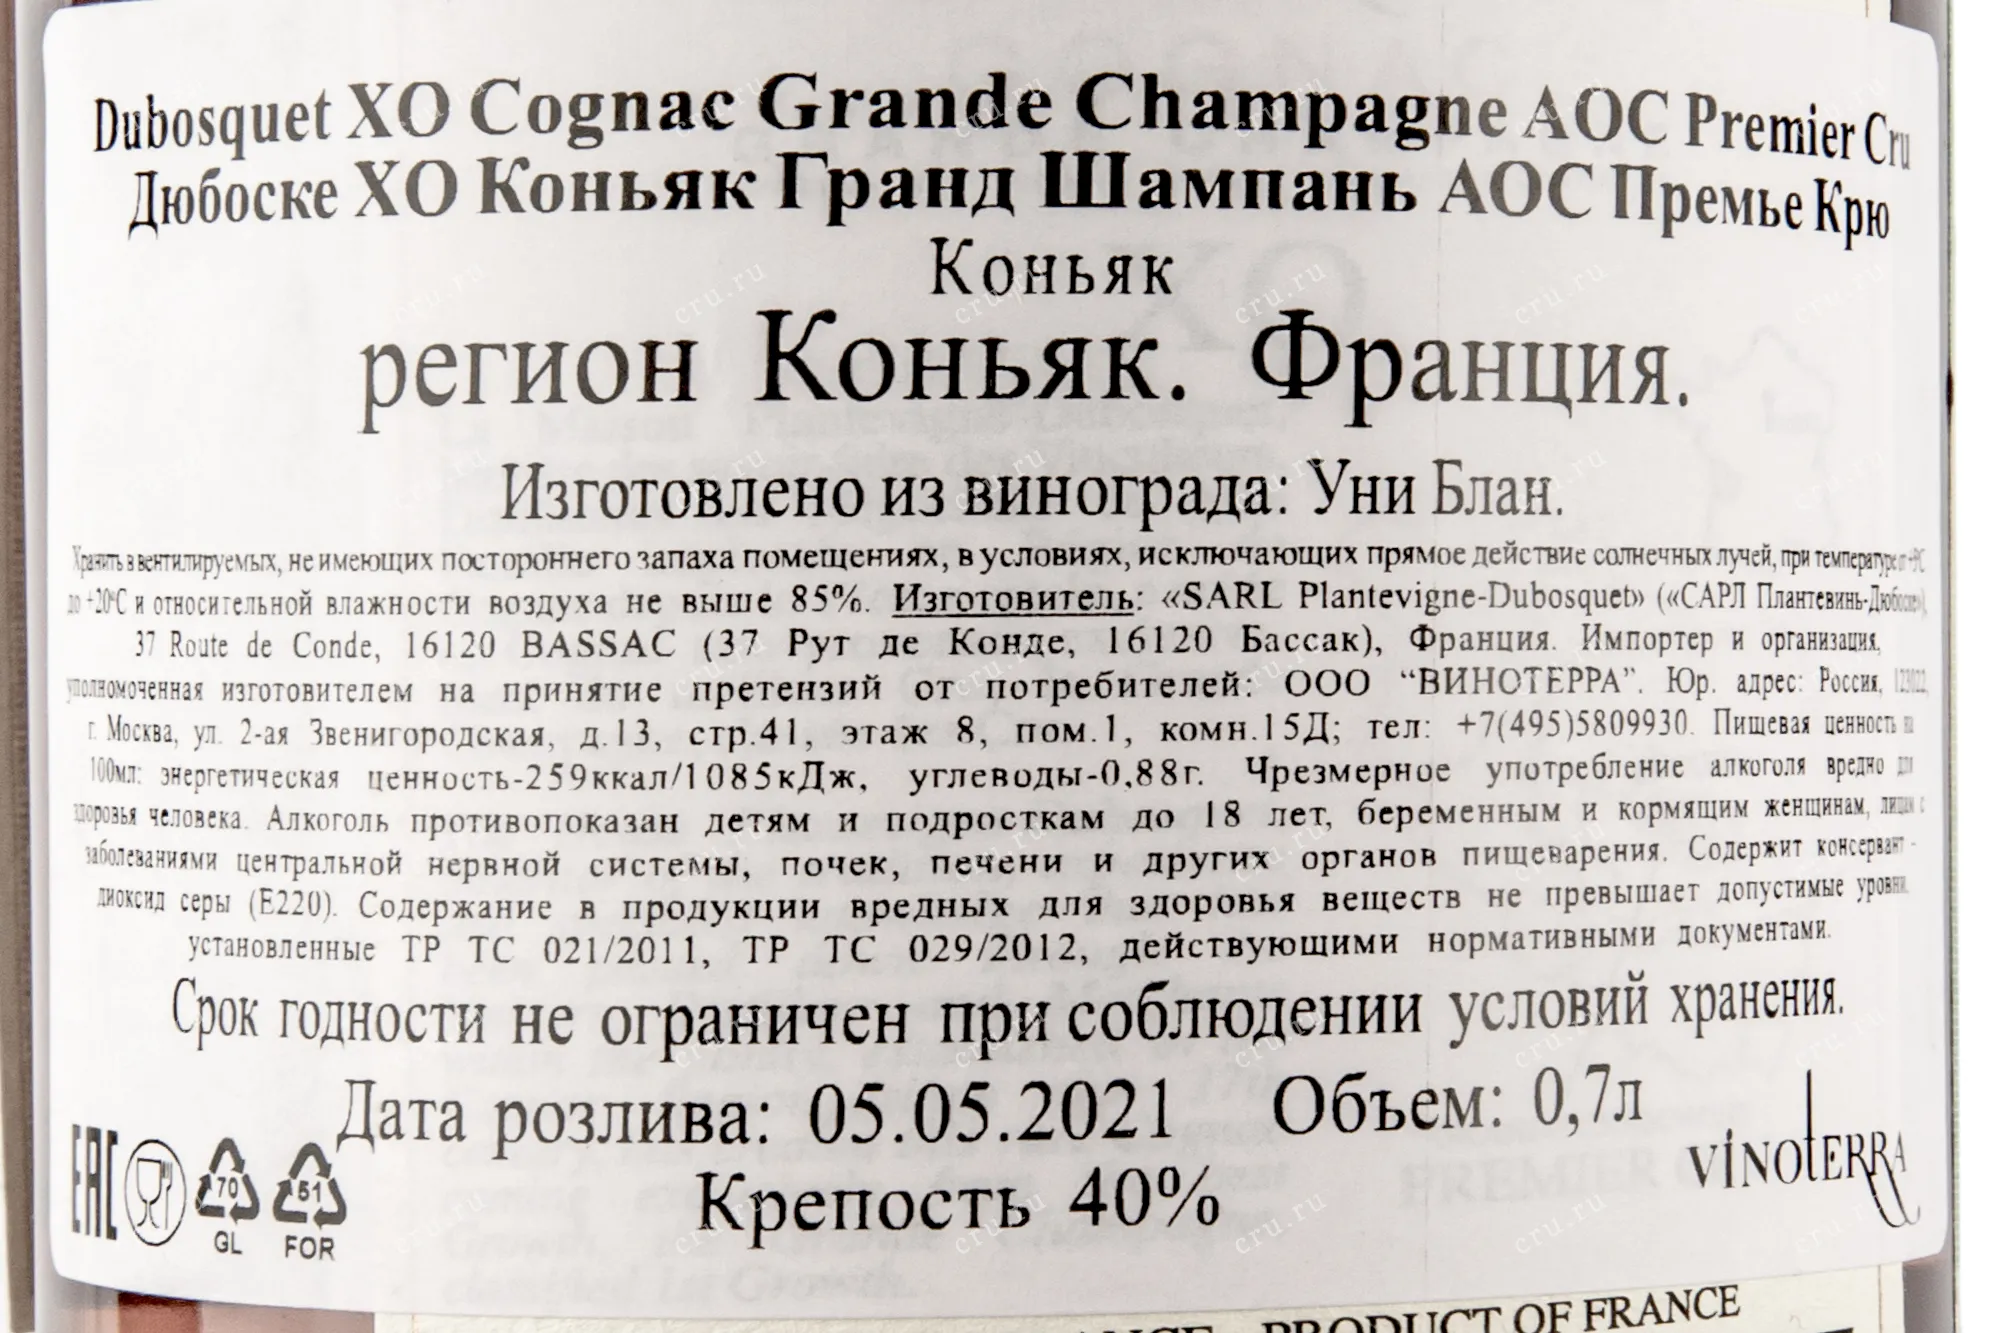 Dubosquet XO Cognac Grande Champagne AOC Premier Cru
Дюбоске ХО Коньяк Гранд Шампань АОС Премье Крю
Коньяк
регион Коньяк. Франция.
Изготовлено из винограда: Уни Блан.
Хранить в вентилируемых, не имеющих постороннего запаха помещениях, в условиях, исключающих прямое действие солнечных лучей, при температуре от
до +20°С и относительной влажности воздуха не выше 85%. Изготовитель: «SARL Plantevigne-Dubosquet» («САРЛ Плантевинь-Дюбоске»),
37 Route de Conde, 16120 BASSAC (37 Рут де Конде, 16120 Бассак), Франция. Импортер и организация,
уполномоченная изготовителем на принятие претензий от потребителей: ООО “ВИНОТЕРРА”. Юр. адрес: Россия,
г. Москва, ул. 2-ая Звенигородская, д.13, стр.41, этаж 8, пом.1, комн.15Д; тел: +7(495)5809930. Пищевая ценность на
100мл: энергетическая ценность-259ккал/1085кДж, углеводы-0,88г. Чрезмерное употребление алкоголя вредно для
здоровья человека. Алкоголь противопоказан детям и подросткам до 18 лет, беременным и кормящим женщинам, лицам с
заболеваниями центральной нервной системы, почек, печени и других органов пищеварения. Содержит консервант -
диоксид серы (Е220). Содержание в продукции вредных для здоровья веществ не превышает допустимые уровни,
установленные ТР ТС 021/2011, ТР ТС 029/2012, действующими нормативными документами.
Срок годности не ограничен при соблюдении условий хранения.
Дата розлива: 05.05.2021 Объем: 0,7л
Крепость 40%
EAC 70 GL 51 FOR
VINOTERRA
PRODUCT OF FRANCE